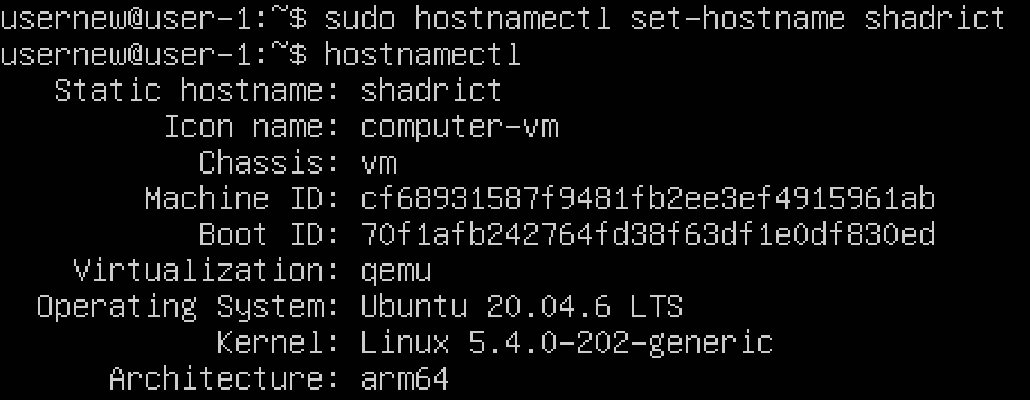 usernew@user-1:~$ sudo hostnamectl set-hostname shadrict
usernew@user-1:~$ hostnamectl
Static hostname: shadrict
Icon name: computer-vm
Chassis: vm
Machine ID: cf68931587f9481fb2ee3ef4915961ab
Boot ID: 70f1afb242764fd38f63df1e0df830ed
Virtualization: qemu
Operating System: Ubuntu 20.04.6 LTS
Kernel: Linux 5.4.0-202-generic
Architecture: arm64